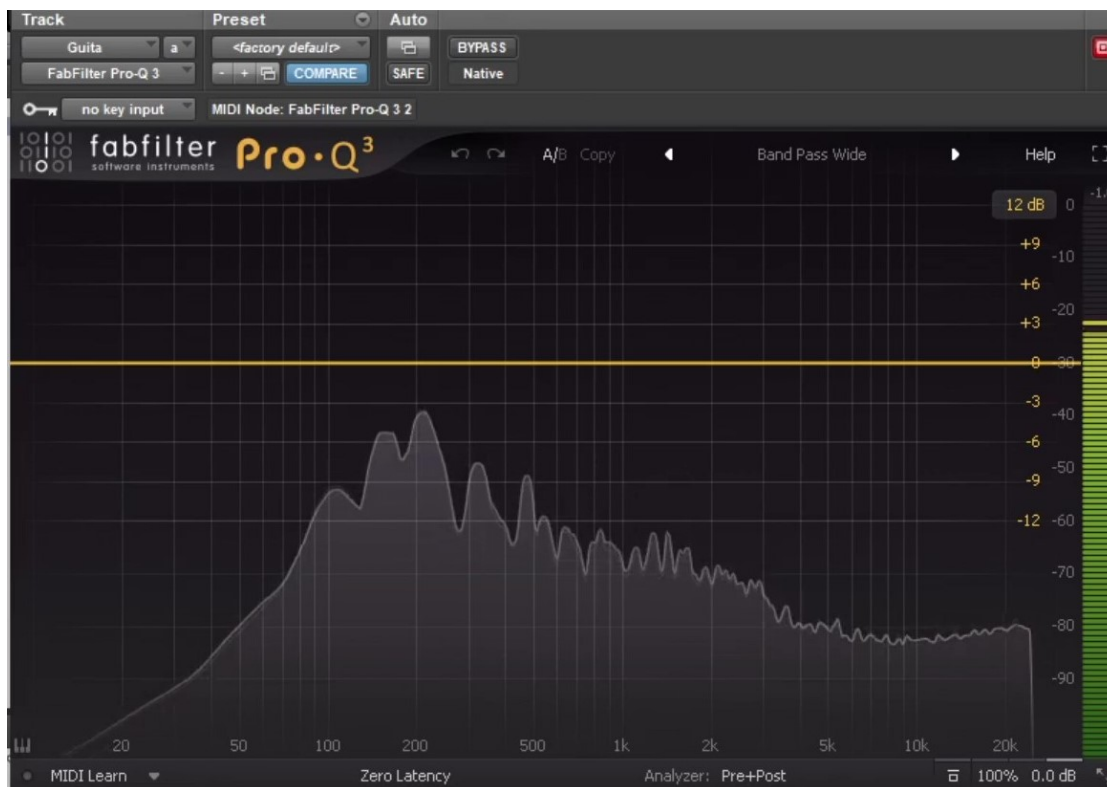 Track Preset Auto
Guita a <factory default> BYPASS
FabFilter Pro-Q 3 - + COMPARE SAFE Native
no key input MIDI Node: FabFilter Pro-Q 3 2
fabfilter Pro·Q³ A/B Copy Band Pass Wide Help
software instruments
12 dB 0
+9
-10
+6
-20
+3
0 -30
-3
-40
-6
-50
-9
-12 -60
-70
-80
-90
20 50 100 200 500 1k 2k 5k 10k 20k
MIDI Learn Zero Latency Analyzer: Pre+Post 100% 0.0 dB